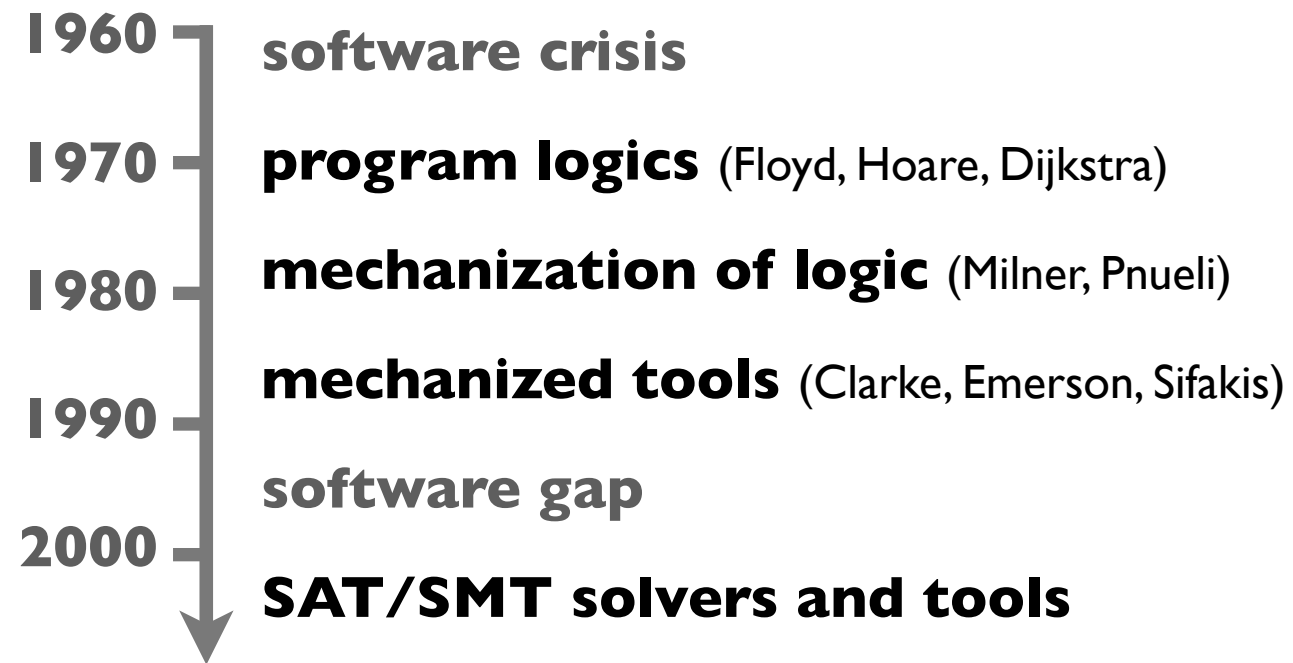 1960
software crisis
1970
program logics (Floyd, Hoare, Dijkstra)
mechanization of logic (Milner, Pnueli)
1980
mechanized tools (Clarke, Emerson, Sifakis)
1990
software gap
2000
SAT/SMT solvers and tools